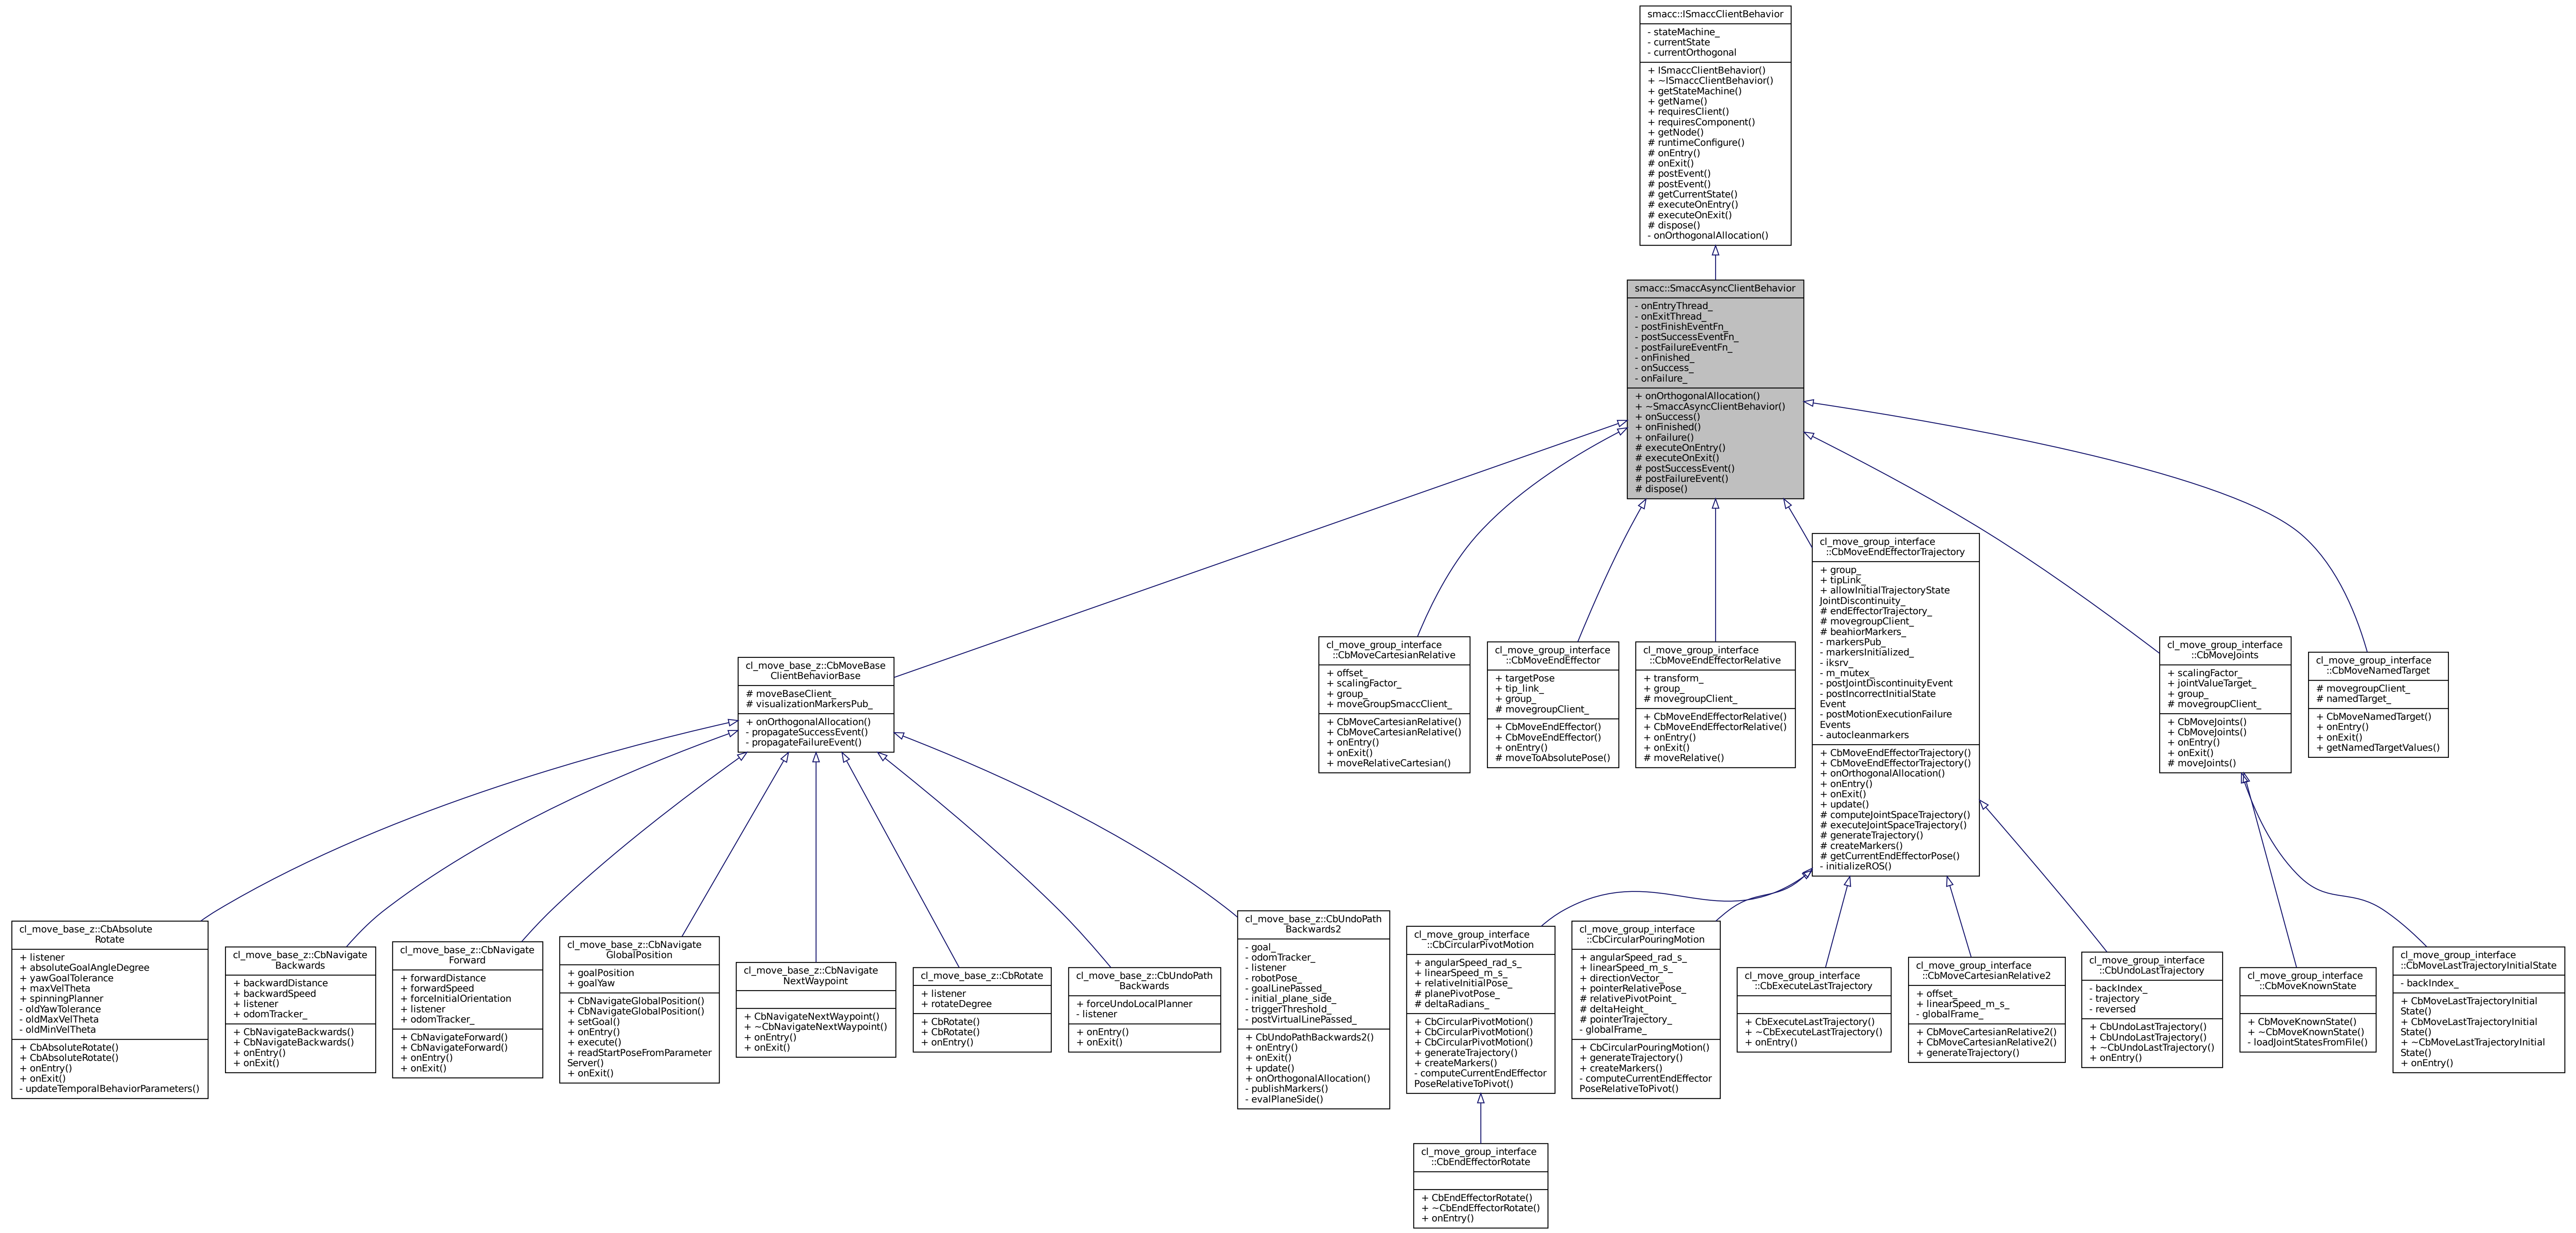 smacc::ISmaccClientBehavior
- stateMachine_
- currentState
- currentOrthogonal
+ ISmaccClientBehavior()
+ ~ISmaccClientBehavior()
+ getStateMachine()
+ getName()
+ requiresClient()
+ requiresComponent()
+ getNode()
# runtimeConfigure()
# onEntry()
# onExit()
# postEvent()
# postEvent()
# getCurrentState()
# executeOnEntry()
# executeOnExit()
# dispose()
- onOrthogonalAllocation()
smacc::SmaccAsyncClientBehavior
- onEntryThread_
- onExitThread_
- postFinishEventFn_
- postSuccessEventFn_
- postFailureEventFn_
- onFinished_
- onSuccess_
- onFailure_
+ onOrthogonalAllocation()
+ ~SmaccAsyncClientBehavior()
+ onSuccess()
+ onFinished()
+ onFailure()
# executeOnEntry()
# executeOnExit()
# postSuccessEvent()
# postFailureEvent()
# dispose()
cl_move_base_z::CbMoveBase
ClientBehaviorBase
# moveBaseClient_
# visualizationMarkersPub_
+ onOrthogonalAllocation()
- propagateSuccessEvent()
- propagateFailureEvent()
cl_move_group_interface
::CbMoveCartesianRelative
+ offset_
+ scalingFactor_
+ group_
+ moveGroupSmaccClient_
+ CbMoveCartesianRelative()
+ CbMoveCartesianRelative()
+ onEntry()
+ onExit()
+ moveRelativeCartesian()
cl_move_group_interface
::CbMoveEndEffector
+ targetPose
+ tip_link_
+ group_
# movegroupClient_
+ CbMoveEndEffector()
+ CbMoveEndEffector()
+ onEntry()
# moveToAbsolutePose()
cl_move_group_interface
::CbMoveEndEffectorRelative
+ transform_
+ group_
# movegroupClient_
+ CbMoveEndEffectorRelative()
+ CbMoveEndEffectorRelative()
+ onEntry()
+ onExit()
# moveRelative()
cl_move_group_interface
::CbMoveEndEffectorTrajectory
+ group_
+ tipLink_
+ allowInitialTrajectoryState
JointDiscontinuity_
# endEffectorTrajectory_
# movegroupClient_
# beahiorMarkers_
- markersPub_
- markersInitialized_
- iksrv_
- m_mutex_
- postJointDiscontinuityEvent
- postIncorrectInitialState
Event
- postMotionExecutionFailure
Events
- autocleanmarkers
+ CbMoveEndEffectorTrajectory()
+ CbMoveEndEffectorTrajectory()
+ onOrthogonalAllocation()
+ onEntry()
+ onExit()
+ update()
# computeJointSpaceTrajectory()
# executeJointSpaceTrajectory()
# generateTrajectory()
# createMarkers()
# getCurrentEndEffectorPose()
- initializeROS()
cl_move_group_interface
::CbMoveJoints
+ scalingFactor_
+ jointValueTarget_
+ group_
# movegroupClient_
+ CbMoveJoints()
+ CbMoveJoints()
+ onEntry()
+ onExit()
# moveJoints()
cl_move_group_interface
::CbMoveNamedTarget
# movegroupClient_
# namedTarget_
+ CbMoveNamedTarget()
+ onEntry()
+ onExit()
+ getNamedTargetValues()
cl_move_base_z::CbAbsolute
Rotate
+ listener
+ absoluteGoalAngleDegree
+ yawGoalTolerance
+ maxVelTheta
+ spinningPlanner
- oldYawTolerance
- oldMaxVelTheta
- oldMinVelTheta
+ CbAbsoluteRotate()
+ CbAbsoluteRotate()
+ onEntry()
+ onExit()
- updateTemporalBehaviorParameters()
cl_move_base_z::CbNavigate
Backwards
+ backwardDistance
+ backwardSpeed
+ listener
+ odomTracker_
+ CbNavigateBackwards()
+ CbNavigateBackwards()
+ onEntry()
+ onExit()
cl_move_base_z::CbNavigate
Forward
+ forwardDistance
+ forwardSpeed
+ forceInitialOrientation
+ listener
+ odomTracker_
+ CbNavigateForward()
+ CbNavigateForward()
+ onEntry()
+ onExit()
cl_move_base_z::CbNavigate
GlobalPosition
+ goalPosition
+ goalYaw
+ CbNavigateGlobalPosition()
+ CbNavigateGlobalPosition()
+ setGoal()
+ onEntry()
+ execute()
+ readStartPoseFromParameter
Server()
+ onExit()
cl_move_base_z::CbNavigate
NextWaypoint
+ CbNavigateNextWaypoint()
+ ~CbNavigateNextWaypoint()
+ onEntry()
+ onExit()
cl_move_base_z::CbRotate
+ listener
+ rotateDegree
+ CbRotate()
+ CbRotate()
+ onEntry()
cl_move_base_z::CbUndoPath
Backwards
+ forceUndoLocalPlanner
- listener
+ onEntry()
+ onExit()
cl_move_base_z::CbUndoPath
Backwards2
- goal_
- odomTracker_
- listener
- robotPose_
- goalLinePassed_
- initial_plane_side_
- triggerThreshold_
- postVirtualLinePassed_
+ CbUndoPathBackwards2()
+ onEntry()
+ onExit()
+ update()
+ onOrthogonalAllocation()
- publishMarkers()
- evalPlaneSide()
cl_move_group_interface
::CbCircularPivotMotion
+ angularSpeed_rad_s_
+ linearSpeed_m_s_
+ relativeInitialPose_
# planePivotPose_
# deltaRadians_
+ CbCircularPivotMotion()
+ CbCircularPivotMotion()
+ CbCircularPivotMotion()
+ generateTrajectory()
+ createMarkers()
- computeCurrentEndEffector
PoseRelativeToPivot()
cl_move_group_interface
::CbCircularPouringMotion
+ angularSpeed_rad_s_
+ linearSpeed_m_s_
+ directionVector_
+ pointerRelativePose_
# relativePivotPoint_
# deltaHeight_
# pointerTrajectory_
- globalFrame_
+ CbCircularPouringMotion()
+ generateTrajectory()
+ createMarkers()
- computeCurrentEndEffector
PoseRelativeToPivot()
cl_move_group_interface
::CbExecuteLastTrajectory
+ CbExecuteLastTrajectory()
+ ~CbExecuteLastTrajectory()
+ onEntry()
cl_move_group_interface
::CbMoveCartesianRelative2
+ offset_
+ linearSpeed_m_s_
- globalFrame_
+ CbMoveCartesianRelative2()
+ CbMoveCartesianRelative2()
+ generateTrajectory()
cl_move_group_interface
::CbUndoLastTrajectory
- backIndex_
- trajectory
- reversed
+ CbUndoLastTrajectory()
+ CbUndoLastTrajectory()
+ ~CbUndoLastTrajectory()
+ onEntry()
cl_move_group_interface
::CbMoveKnownState
+ CbMoveKnownState()
+ ~CbMoveKnownState()
- loadJointStatesFromFile()
cl_move_group_interface
::CbMoveLastTrajectoryInitialState
- backIndex_
+ CbMoveLastTrajectoryInitial
State()
+ CbMoveLastTrajectoryInitial
State()
+ ~CbMoveLastTrajectoryInitial
State()
+ onEntry()
cl_move_group_interface
::CbEndEffectorRotate
+ CbEndEffectorRotate()
+ ~CbEndEffectorRotate()
+ onEntry()